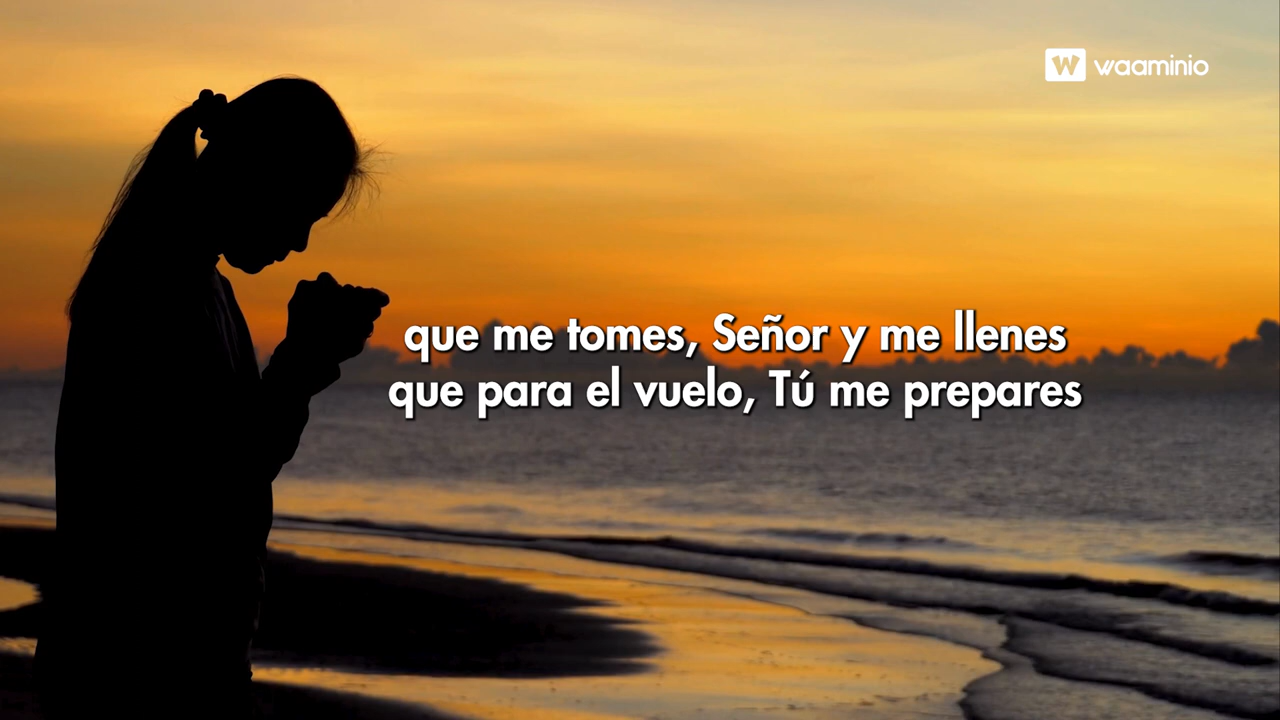 W waaminio
que me tomes, Señor y me llenes
que para el vuelo, Tú me prepares